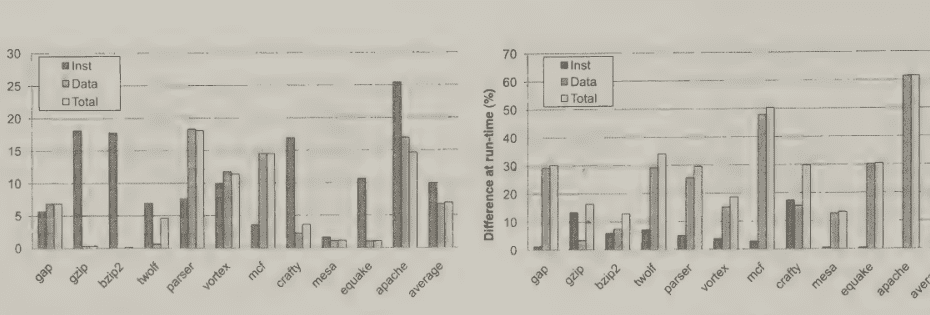 30
25
20
15
10
5
0
Inst
Data
Total
gap
gzip
bzip2
twolf
parser
vortex
mcf
crafty
mesa
equake
apache
average
Difference at run-time (%)
70
60
50
40
30
20
10
0
Inst
Data
Total
gap
gzip
bzip2
twolf
parser
vortex
mcf
crafty
mesa
equake
apache